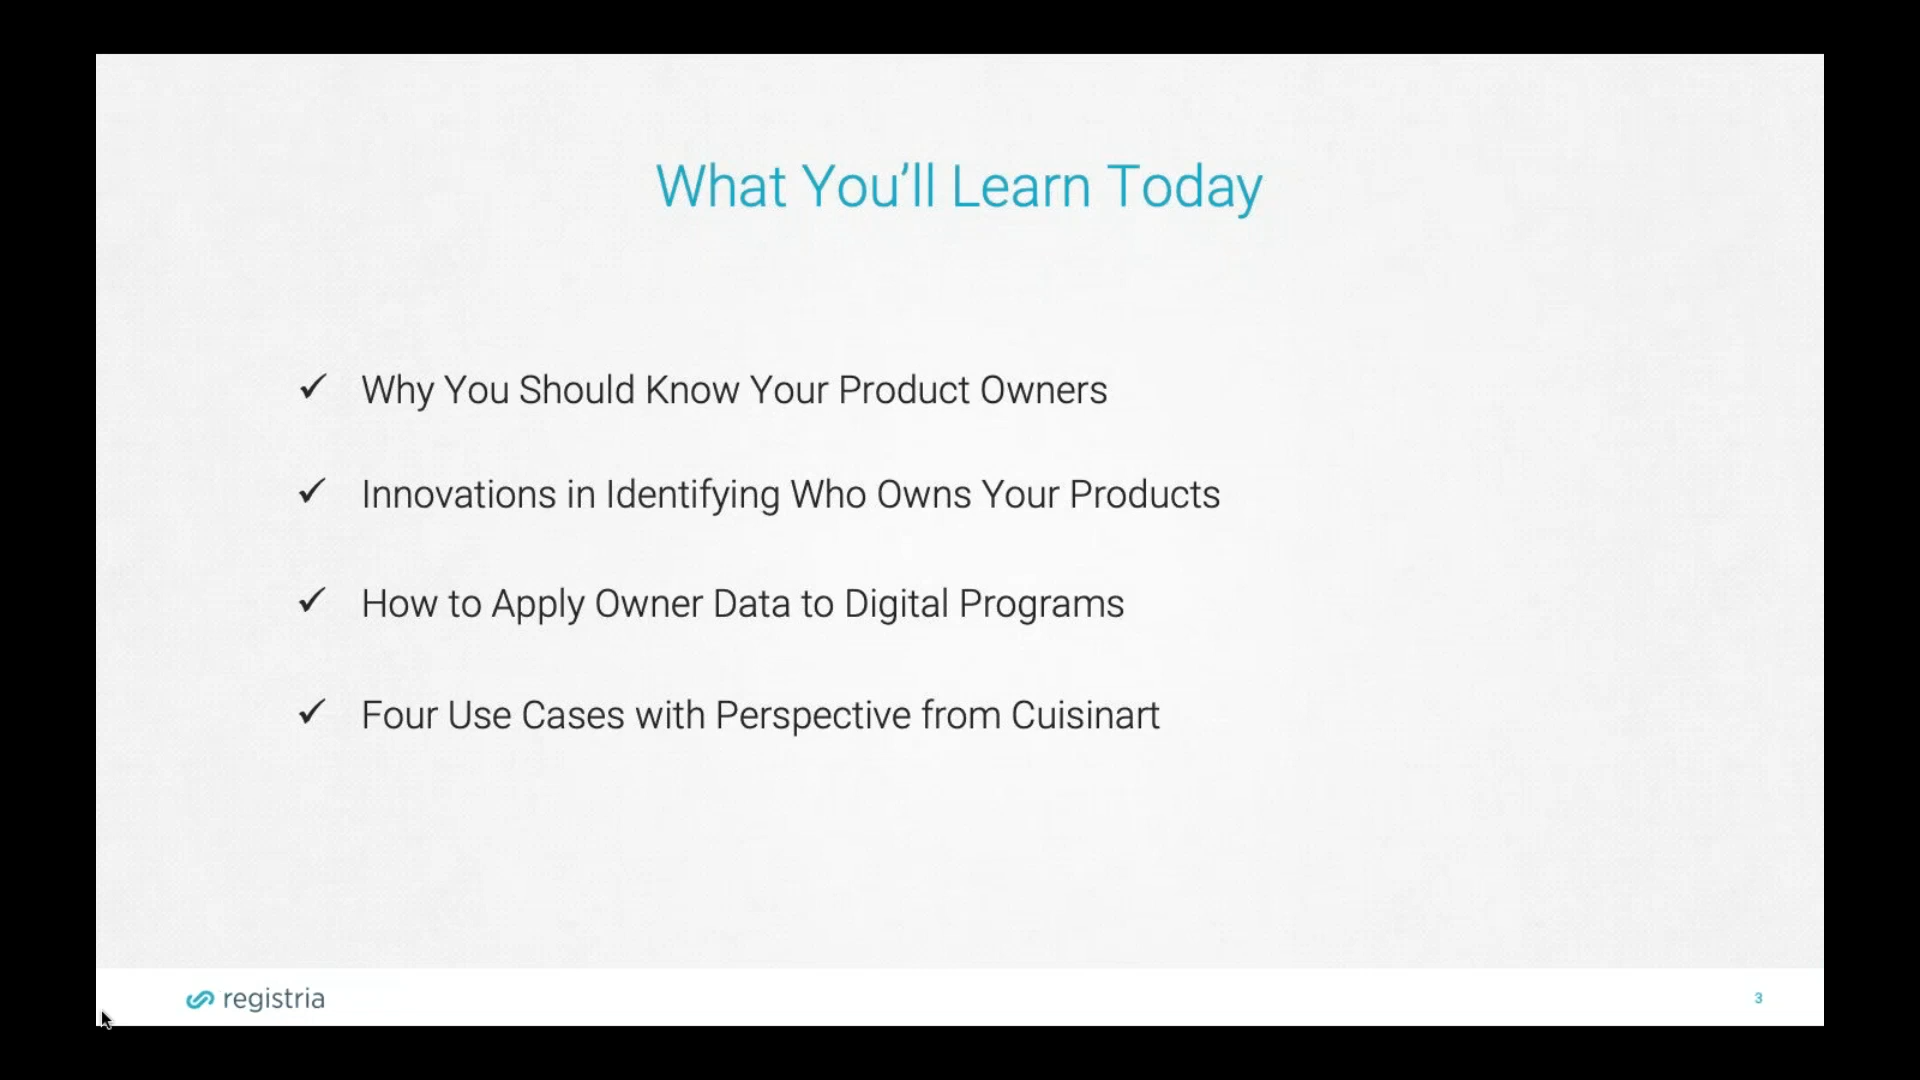 What You’ll Learn Today
✓ Why You Should Know Your Product Owners
✓ Innovations in Identifying Who Owns Your Products
✓ How to Apply Owner Data to Digital Programs
✓ Four Use Cases with Perspective from Cuisinart
registria
3